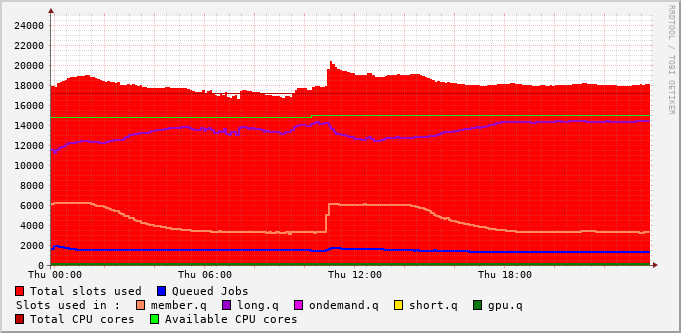 24000
22000
20000
18000
16000
14000
12000
10000
8000
6000
4000
2000
0
Thu 00:00 Thu 06:00 Thu 12:00 Thu 18:00
Total slots used Queued Jobs
Slots used in : member.q long.q ondemand.q short.q gpu.q
Total CPU cores Available CPU cores
RRDTOOL / TOBI OETIKER